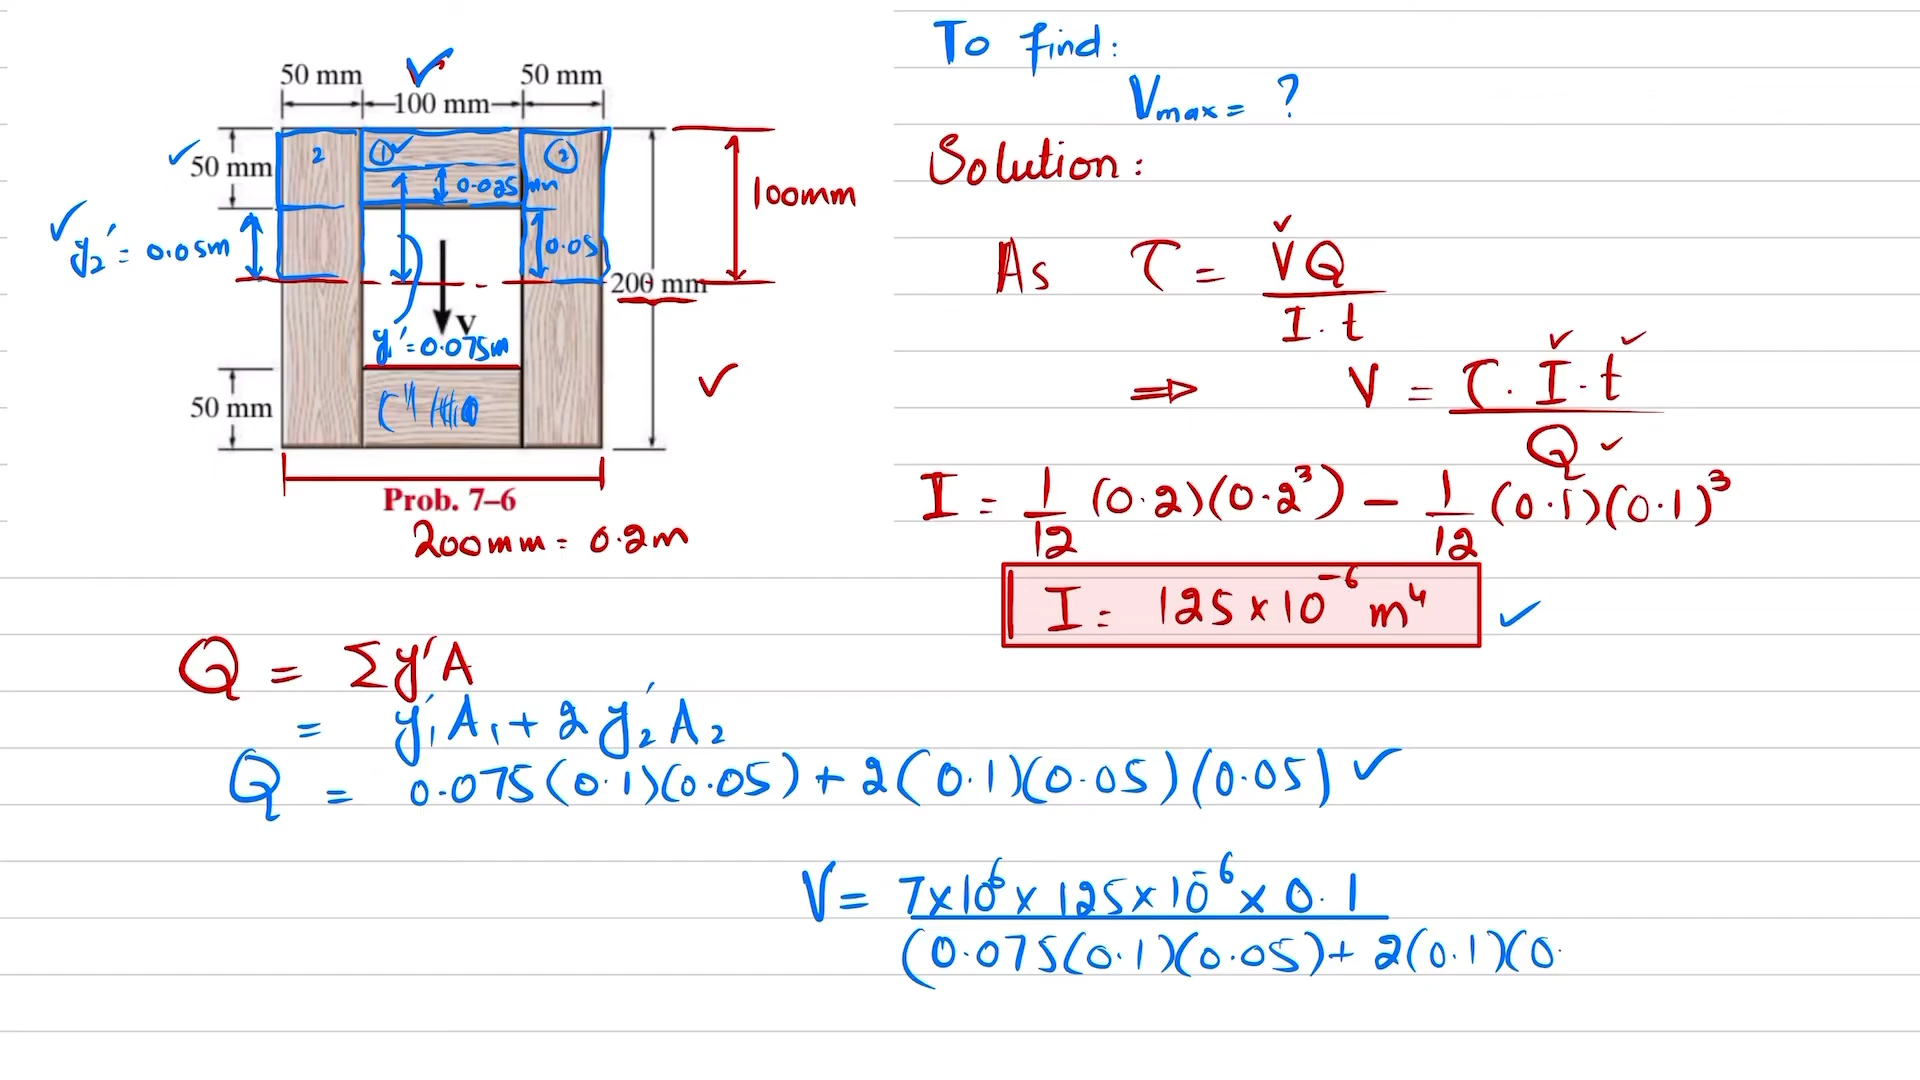 To find:
Vmax = ?
Solution:
As τ = VQ / I·t
⇒ V = τ·I·t / Q
I = 1/12 (0.2)(0.2³) - 1/12 (0.1)(0.1)³
I = 125×10⁻⁶ m⁴
50 mm 100 mm 50 mm
50 mm
2 ① ②
0.025 mm
100mm
y₂' = 0.05m
0.05
200 mm
V
y₁' = 0.075m
50 mm
Prob. 7–6
200mm = 0.2m
Q = Σy'A
= y₁'A₁ + 2y₂'A₂
Q = 0.075(0.1)(0.05) + 2(0.1)(0.05)(0.05)
V = 7×10⁶ × 125×10⁻⁶ × 0.1
(0.075(0.1)(0.05) + 2(0.1)(0.